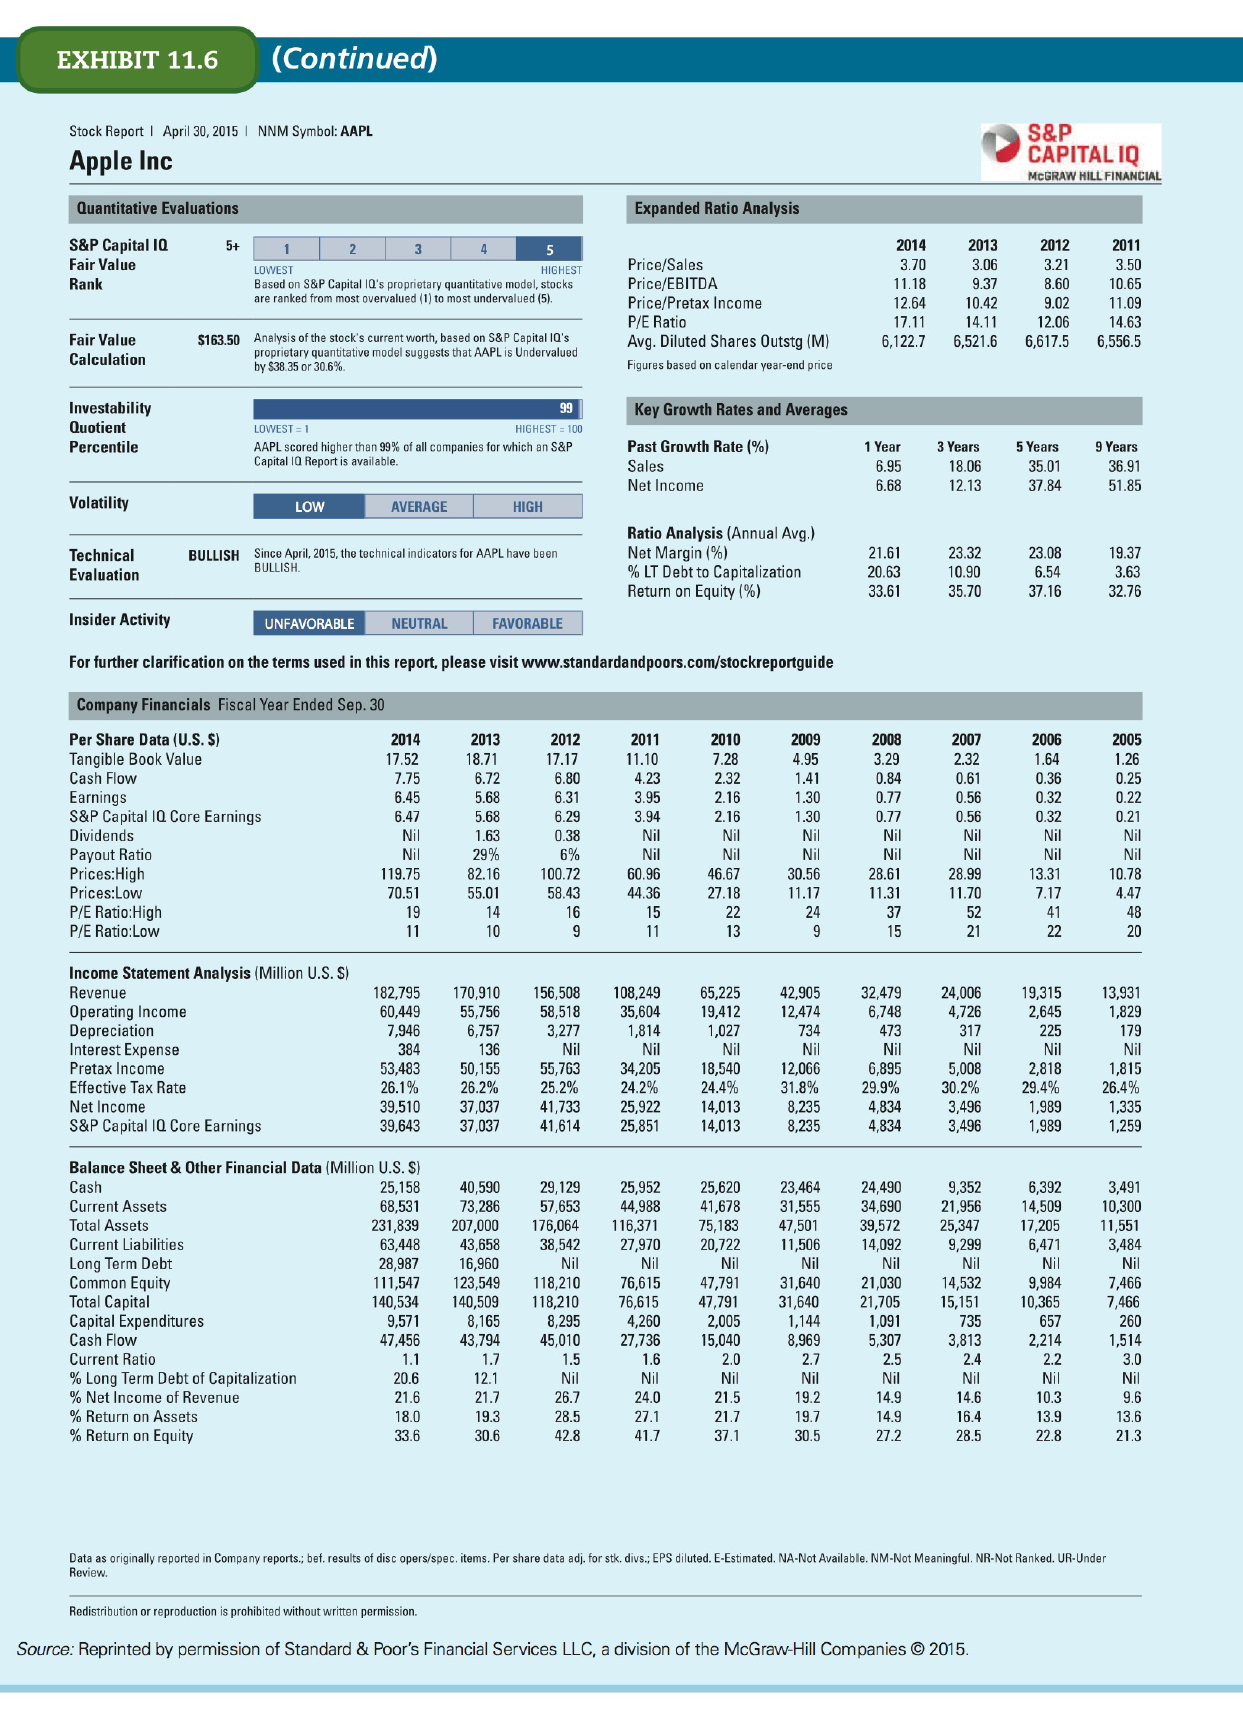 EXHIBIT 11.6 (Continued)
Stock Report | April 30, 2015 | NNM Symbol: AAPL
Apple Inc
S&P
CAPITAL IQ
McGRAW HILL FINANCIAL
Quantitative Evaluations
S&P Capital IQ 5+ 1 2 3 4 5
Fair Value LOWEST HIGHEST
Rank Based on S&P Capital IQ's proprietary quantitative model, stocks
are ranked from most overvalued (1) to most undervalued (5).
Fair Value $163.50 Analysis of the stock's current worth, based on S&P Capital IQ's
Calculation proprietary quantitative model suggests that AAPL is Undervalued
by $38.35 or 30.6%.
Investability 99
Quotient LOWEST = 1 HIGHEST = 100
Percentile AAPL scored higher than 99% of all companies for which an S&P
Capital IQ Report is available.
Volatility LOW AVERAGE HIGH
Technical BULLISH Since April, 2015, the technical indicators for AAPL have been
Evaluation BULLISH.
Insider Activity UNFAVORABLE NEUTRAL FAVORABLE
Expanded Ratio Analysis
2014 2013 2012 2011
Price/Sales 3.70 3.06 3.21 3.50
Price/EBITDA 11.18 9.37 8.60 10.65
Price/Pretax Income 12.64 10.42 9.02 11.09
P/E Ratio 17.11 14.11 12.06 14.63
Avg. Diluted Shares Outstg (M) 6,122.7 6,521.6 6,617.5 6,556.5
Figures based on calendar year-end price
Key Growth Rates and Averages
Past Growth Rate (%) 1 Year 3 Years 5 Years 9 Years
Sales 6.95 18.06 35.01 36.91
Net Income 6.68 12.13 37.84 51.85
Ratio Analysis (Annual Avg.)
Net Margin (%) 21.61 23.32 23.08 19.37
% LT Debt to Capitalization 20.63 10.90 6.54 3.63
Return on Equity (%) 33.61 35.70 37.16 32.76
For further clarification on the terms used in this report, please visit www.standardandpoors.com/stockreportguide
Company Financials Fiscal Year Ended Sep. 30
Per Share Data (U.S. $) 2014 2013 2012 2011 2010 2009 2008 2007 2006 2005
Tangible Book Value 17.52 18.71 17.17 11.10 7.28 4.95 3.29 2.32 1.64 1.26
Cash Flow 7.75 6.72 6.80 4.23 2.32 1.41 0.84 0.61 0.36 0.25
Earnings 6.45 5.68 6.31 3.95 2.16 1.30 0.77 0.56 0.32 0.22
S&P Capital IQ Core Earnings 6.47 5.68 6.29 3.94 2.16 1.30 0.77 0.56 0.32 0.21
Dividends Nil 1.63 0.38 Nil Nil Nil Nil Nil Nil Nil
Payout Ratio Nil 29% 6% Nil Nil Nil Nil Nil Nil Nil
Prices:High 119.75 82.16 100.72 60.96 46.67 30.56 28.61 28.99 13.31 10.78
Prices:Low 70.51 55.01 58.43 44.36 27.18 11.17 11.31 11.70 7.17 4.47
P/E Ratio:High 19 14 16 15 22 24 37 52 41 48
P/E Ratio:Low 11 10 9 11 13 9 15 21 22 20
Income Statement Analysis (Million U.S. $)
Revenue 182,795 170,910 156,508 108,249 65,225 42,905 32,479 24,006 19,315 13,931
Operating Income 60,449 55,756 58,518 35,604 19,412 12,474 6,748 4,726 2,645 1,829
Depreciation 7,946 6,757 3,277 1,814 1,027 734 473 317 225 179
Interest Expense 384 136 Nil Nil Nil Nil Nil Nil Nil Nil
Pretax Income 53,483 50,155 55,763 34,205 18,540 12,066 6,895 5,008 2,818 1,815
Effective Tax Rate 26.1% 26.2% 25.2% 24.2% 24.4% 31.8% 29.9% 30.2% 29.4% 26.4%
Net Income 39,510 37,037 41,733 25,922 14,013 8,235 4,834 3,496 1,989 1,335
S&P Capital IQ Core Earnings 39,643 37,037 41,614 25,851 14,013 8,235 4,834 3,496 1,989 1,259
Balance Sheet & Other Financial Data (Million U.S. $)
Cash 25,158 40,590 29,129 25,952 25,620 23,464 24,490 9,352 6,392 3,491
Current Assets 68,531 73,286 57,653 44,988 41,678 31,555 34,690 21,956 14,509 10,300
Total Assets 231,839 207,000 176,064 116,371 75,183 47,501 39,572 25,347 17,205 11,551
Current Liabilities 63,448 43,658 38,542 27,970 20,722 11,506 14,092 9,299 6,471 3,484
Long Term Debt 28,987 16,960 Nil Nil Nil Nil Nil Nil Nil Nil
Common Equity 111,547 123,549 118,210 76,615 47,791 31,640 21,030 14,532 9,984 7,466
Total Capital 140,534 140,509 118,210 76,615 47,791 31,640 21,705 15,151 10,365 7,466
Capital Expenditures 9,571 8,165 8,295 4,260 2,005 1,144 1,091 735 657 260
Cash Flow 47,456 43,794 45,010 27,736 15,040 8,969 5,307 3,813 2,214 1,514
Current Ratio 1.1 1.7 1.5 1.6 2.0 2.7 2.5 2.4 2.2 3.0
% Long Term Debt of Capitalization 20.6 12.1 Nil Nil Nil Nil Nil Nil Nil Nil
% Net Income of Revenue 21.6 21.7 26.7 24.0 21.5 19.2 14.9 14.6 10.3 9.6
% Return on Assets 18.0 19.3 28.5 27.1 21.7 19.7 14.9 16.4 13.9 13.6
% Return on Equity 33.6 30.6 42.8 41.7 37.1 30.5 27.2 28.5 22.8 21.3
Data as originally reported in Company reports.; bef. results of disc opers/spec. items. Per share data adj. for stk. divs.; EPS diluted. E-Estimated. NA-Not Available. NM-Not Meaningful. NR-Not Ranked. UR-Under
Review.
Redistribution or reproduction is prohibited without written permission.
Source: Reprinted by permission of Standard & Poor's Financial Services LLC, a division of the McGraw-Hill Companies © 2015.